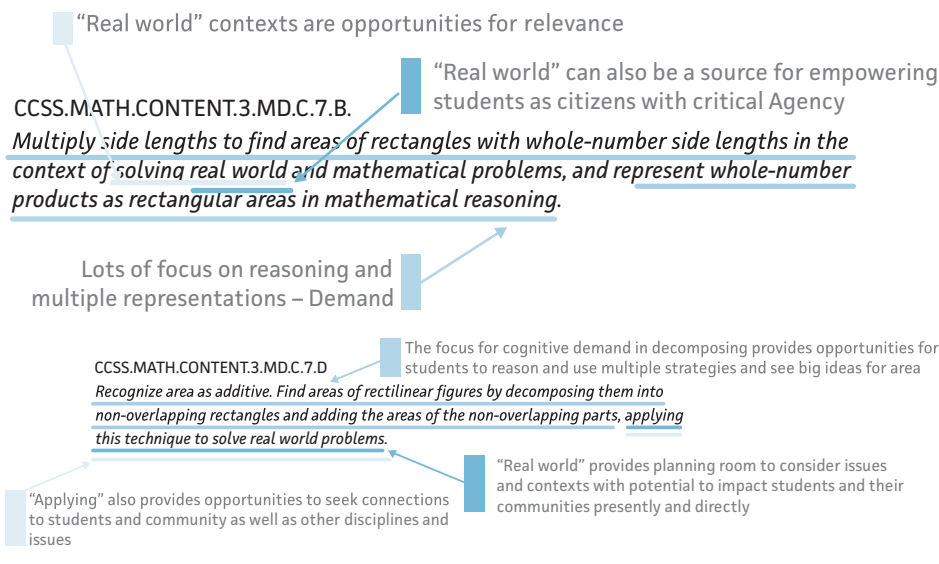 “Real world” contexts are opportunities for relevance
“Real world” can also be a source for empowering
students as citizens with critical Agency
CCSS.MATH.CONTENT.3.MD.C.7.B.
Multiply side lengths to find areas of rectangles with whole-number side lengths in the
context of solving real world and mathematical problems, and represent whole-number
products as rectangular areas in mathematical reasoning.
Lots of focus on reasoning and
multiple representations – Demand
The focus for cognitive demand in decomposing provides opportunities for
students to reason and use multiple strategies and see big ideas for area
CCSS.MATH.CONTENT.3.MD.C.7.D
Recognize area as additive. Find areas of rectilinear figures by decomposing them into
non-overlapping rectangles and adding the areas of the non-overlapping parts, applying
this technique to solve real world problems.
“Real world” provides planning room to consider issues
and contexts with potential to impact students and their
communities presently and directly
“Applying” also provides opportunities to seek connections
to students and community as well as other disciplines and
issues